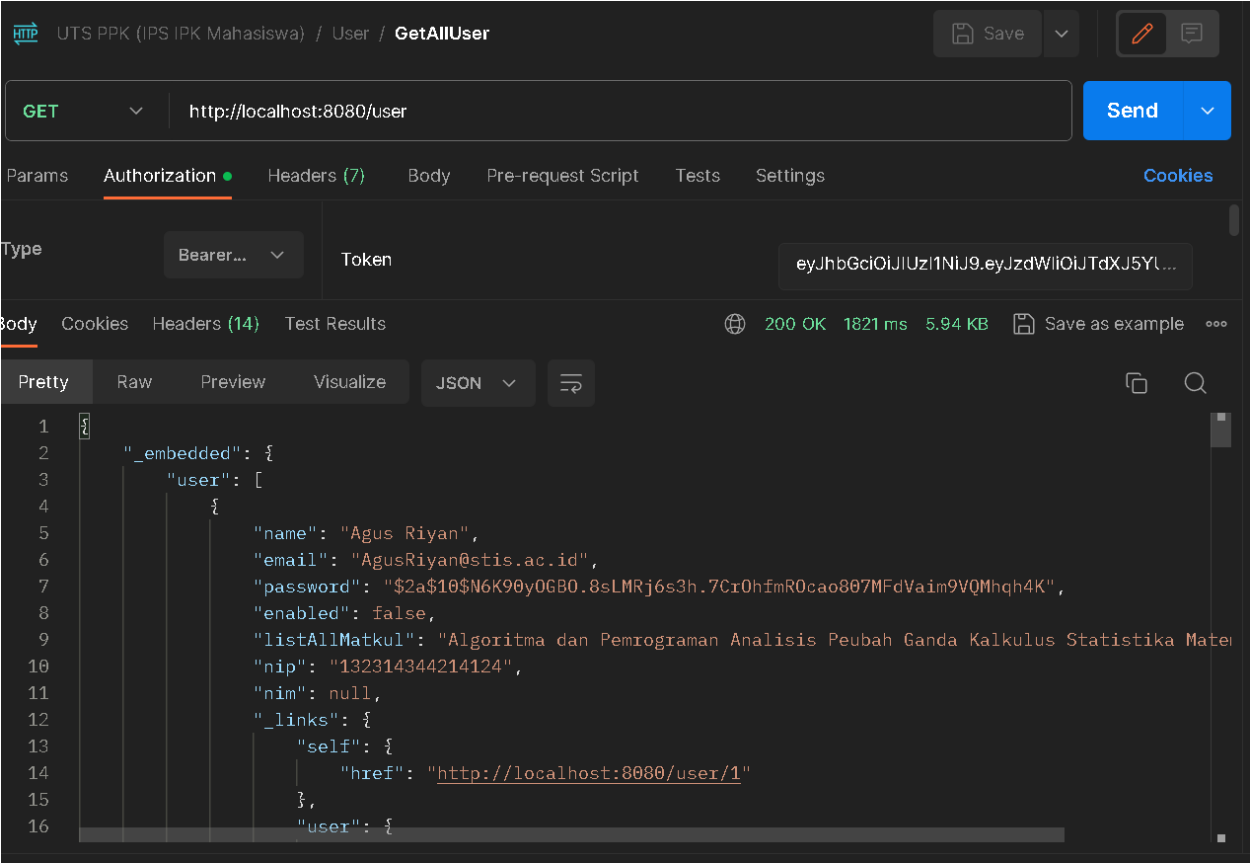 HTTP UTS PPK (IPS IPK Mahasiswa) / User / GetAllUser Save
GET http://localhost:8080/user Send
Params Authorization Headers (7) Body Pre-request Script Tests Settings Cookies
Type Bearer... Token eyJhbGciOiJIUzI1NiJ9.eyJzdWIiOiJTdXJ5YU...
Body Cookies Headers (14) Test Results 200 OK 1821 ms 5.94 KB Save as example
Pretty Raw Preview Visualize JSON
1 {
2 "_embedded": {
3 "user": [
4 {
5 "name": "Agus Riyan",
6 "email": "AgusRiyan@stis.ac.id",
7 "password": "$2a$10$N6K90yOGBO.8sLMRj6s3h.7CrOhfmROcao807MFdVaim9VQMhqh4K",
8 "enabled": false,
9 "listAllMatkul": "Algoritma dan Pemrograman Analisis Peubah Ganda Kalkulus Statistika Mate
10 "nip": "132314344214124",
11 "nim": null,
12 "_links": {
13 "self": {
14 "href": "http://localhost:8080/user/1"
15 },
16 "user": {